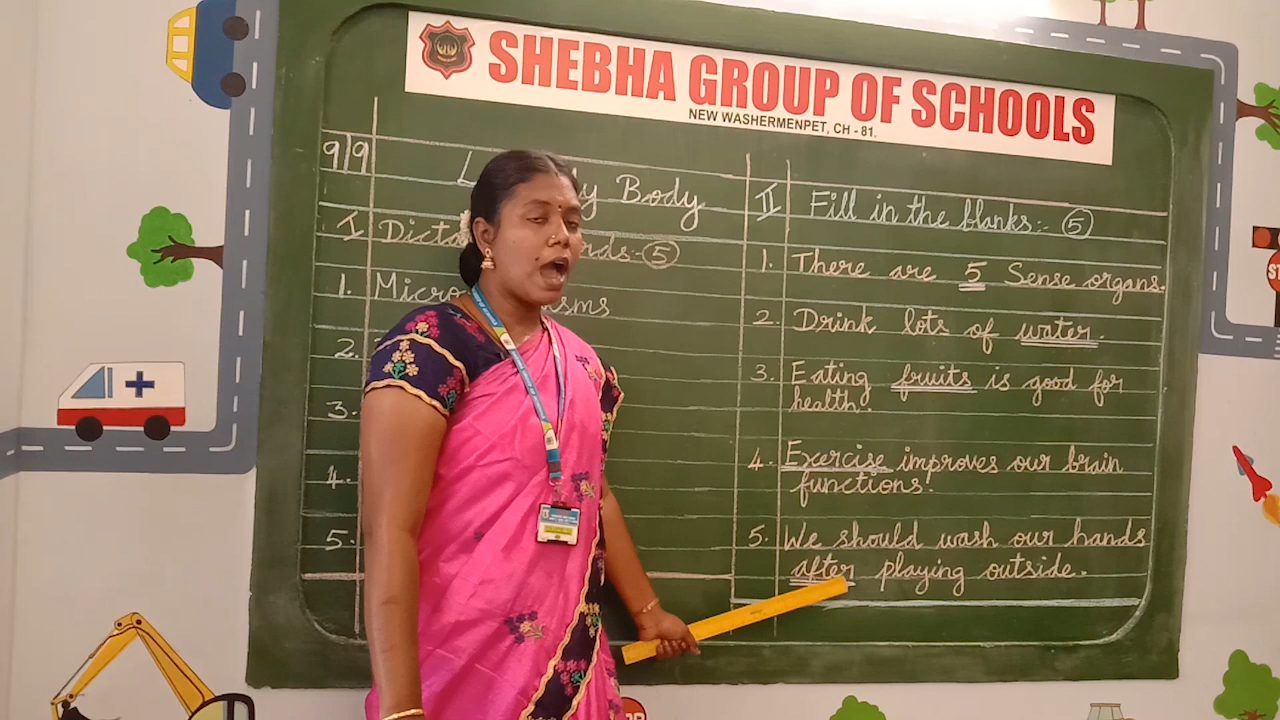 SHEBHA GROUP OF SCHOOLS
NEW WASHERMENPET, CH - 81.
9/9
Body
I
1. Micro
2.
3.
4.
5.
II Fill in the blanks:- 5
1. There are 5 Sense organs.
2. Drink lots of water.
3. Eating fruits is good for
health.
4. Exercise improves our brain
functions.
5. We should wash our hands
after playing outside.